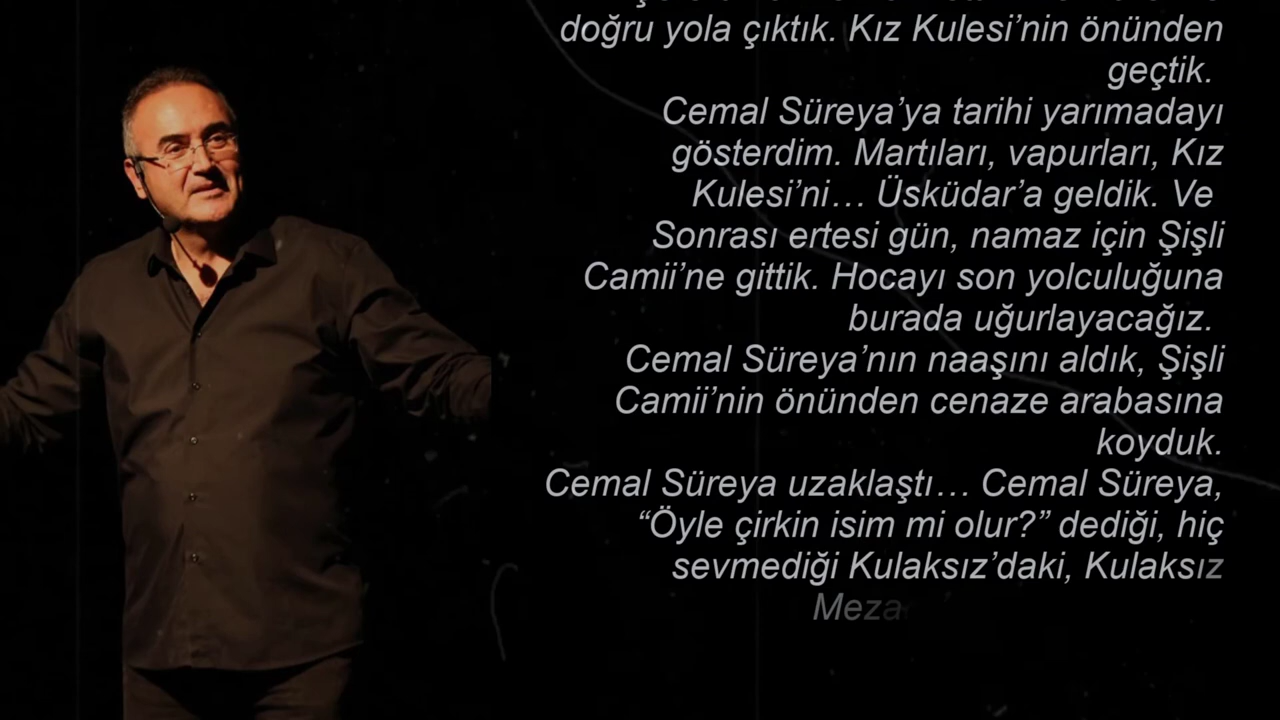 doğru yola çıktık. Kız Kulesi’nin önünden
geçtik.
Cemal Süreya’ya tarihi yarımadayı
gösterdim. Martıları, vapurları, Kız
Kulesi’ni… Üsküdar’a geldik. Ve
Sonrası ertesi gün, namaz için Şişli
Camii’ne gittik. Hocayı son yolculuğuna
burada uğurlayacağız.
Cemal Süreya’nın naaşını aldık, Şişli
Camii’nin önünden cenaze arabasına
koyduk.
Cemal Süreya uzaklaştı… Cemal Süreya,
“Öyle çirkin isim mi olur?” dediği, hiç
sevmediği Kulaksız’daki, Kulaksız
Meza